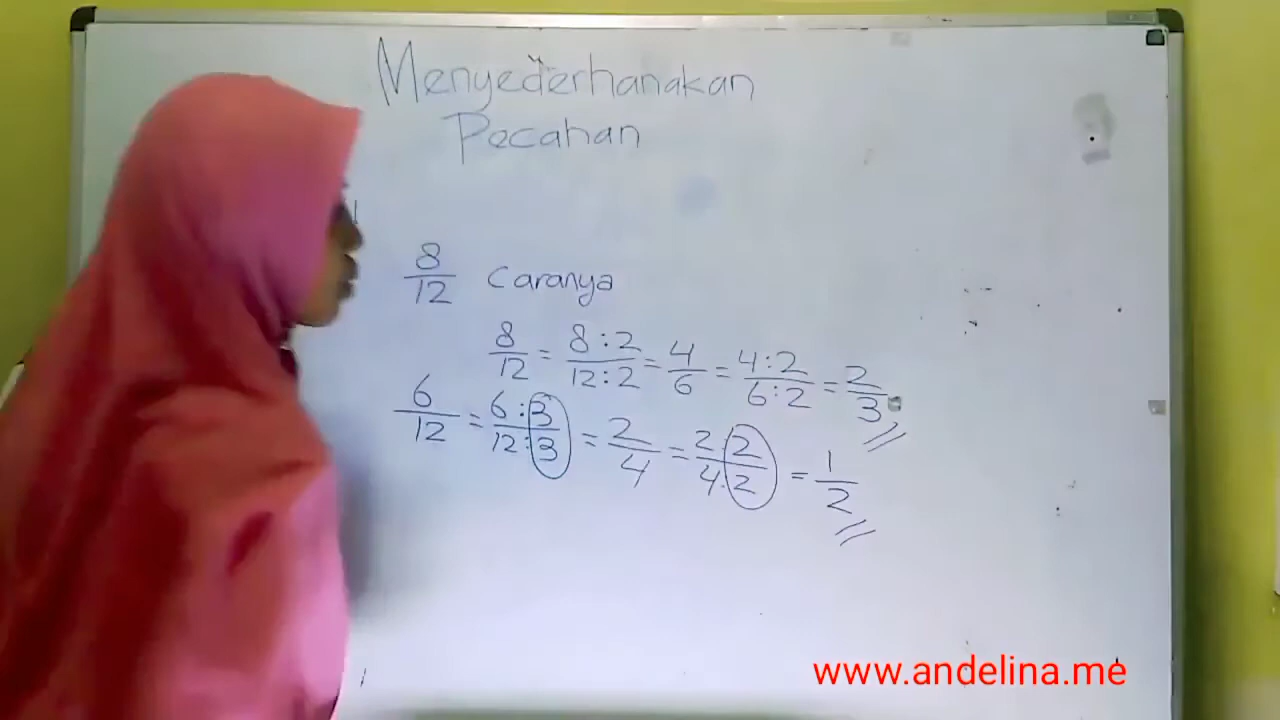 Menyederhanakan
Pecahan
8/12 Caranya
8/12 = 8:2/12:2 = 4/6 = 4:2/6:2 = 2/3
6/12 = 6:3/12:3 = 2/4 = 2:2/4:2 = 1/2
www.andelina.me